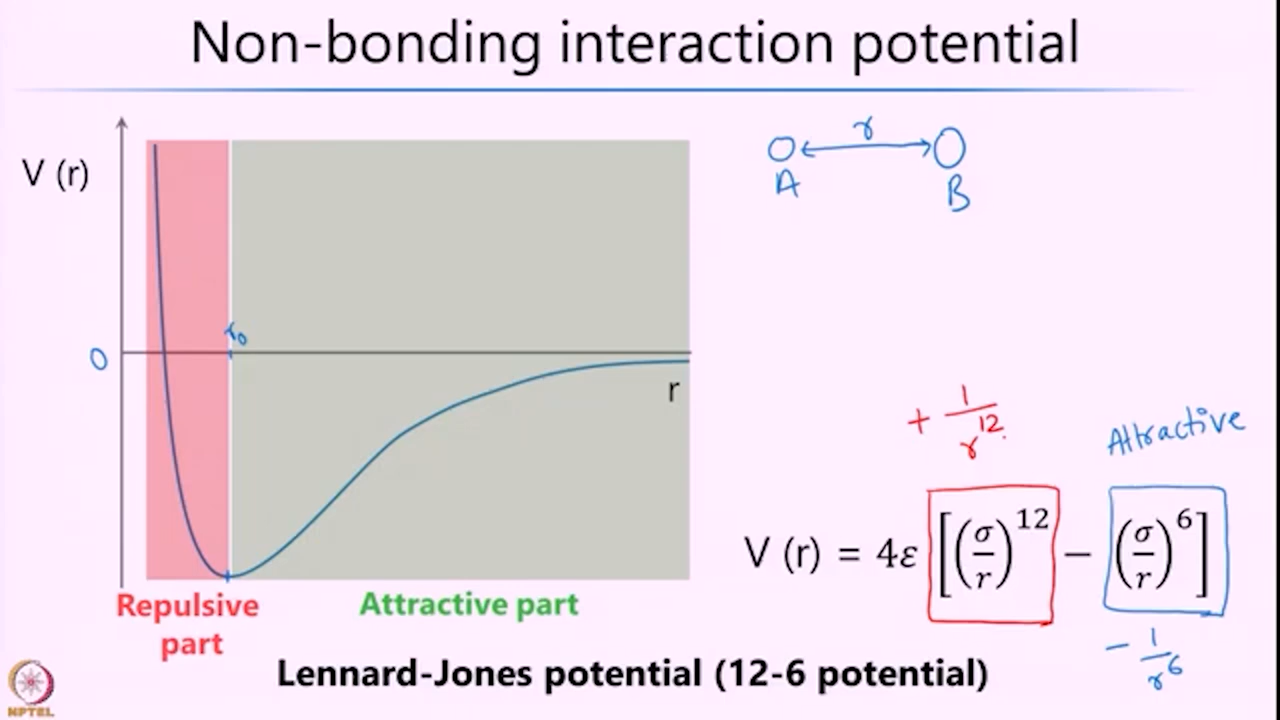 Non-bonding interaction potential
V (r)
r
A B
r₀
0
r
+ 1/r¹².
Attractive
V (r) = 4ε [(σ/r)¹² − (σ/r)⁶]
− 1/r⁶
Repulsive
part
Attractive part
Lennard-Jones potential (12-6 potential)
NPTEL